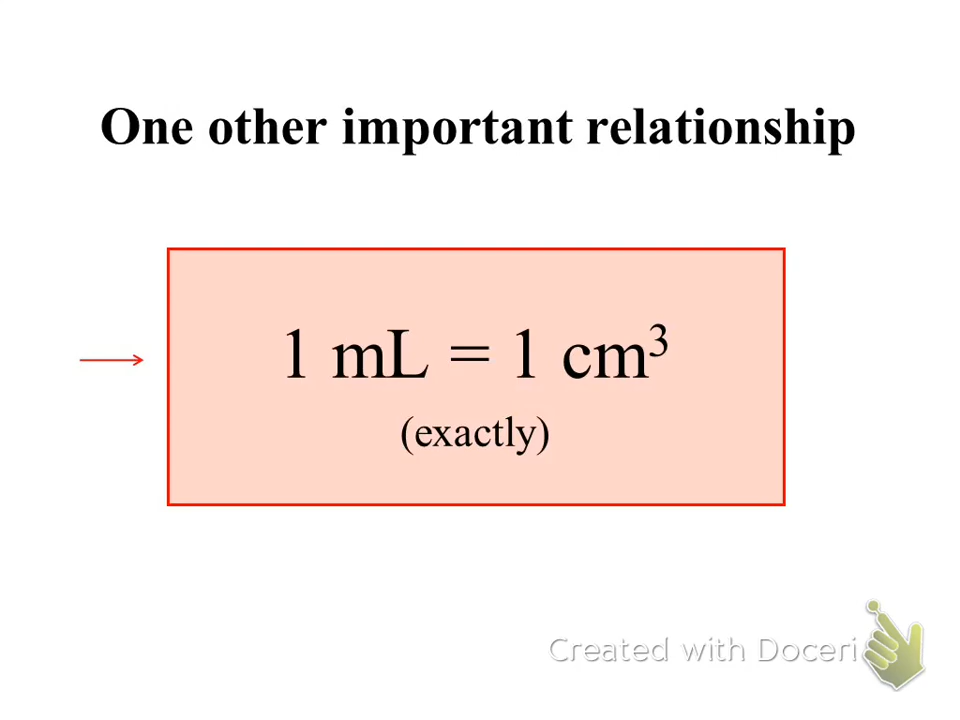 One other important relationship
1 mL = 1 cm³
(exactly)
Created with Doceri